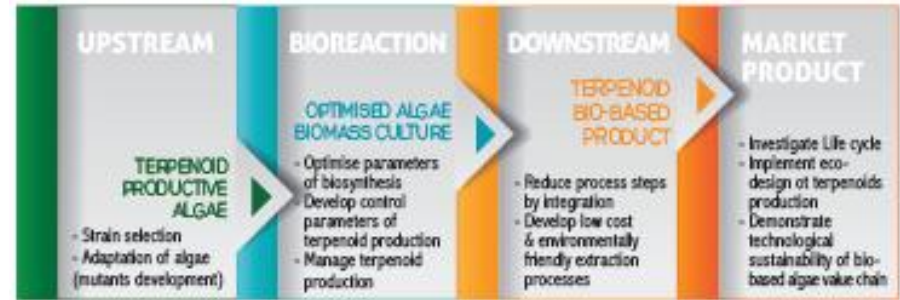 UPSTREAM
TERPENOID
PRODUCTIVE
ALGAE
- Strain selection
- Adaptation of algae
(mutants development)
BIOREACTION
OPTIMISED ALGAE
BIOMASS CULTURE
- Optimise parameters
of biosynthesis
- Develop control
parameters of
terpenoid production
- Manage terpenoid
production
DOWNSTREAM
TERPENOID
BIO-BASED
PRODUCT
- Reduce process steps
by integration
- Develop low cost
& environmentally
friendly extraction
processes
MARKET
PRODUCT
- Investigate Life cycle
- Implement eco-
design ot terpenoids
production
- Demonstrate
technological
sustainability of bio-
based algae value chain